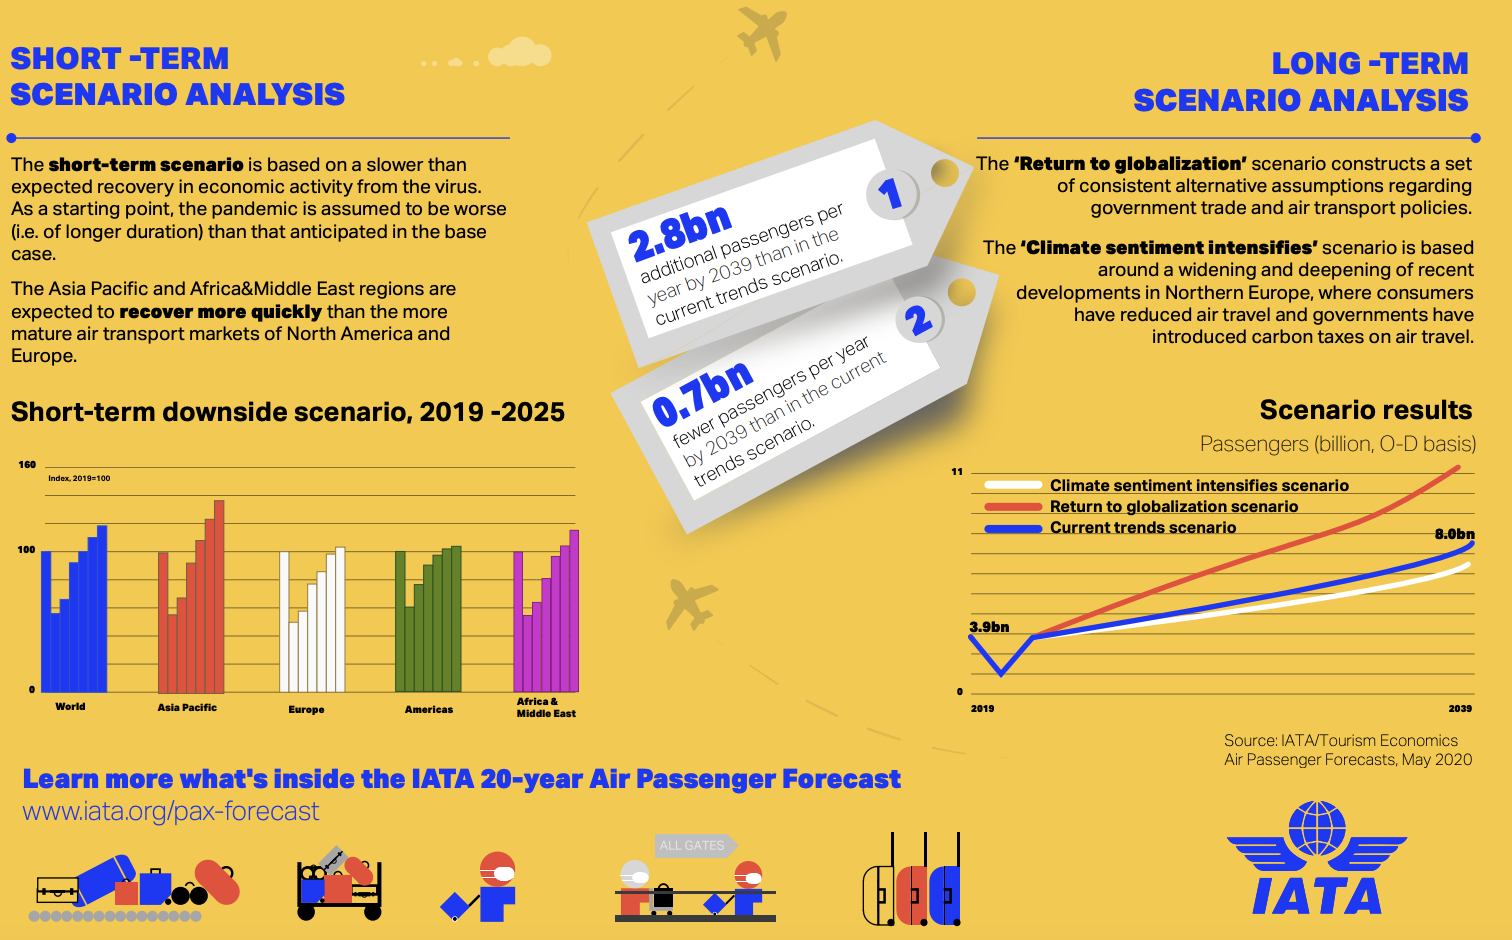 SHORT -TERM
SCENARIO ANALYSIS
The short-term scenario is based on a slower than
expected recovery in economic activity from the virus.
As a starting point, the pandemic is assumed to be worse
(i.e. of longer duration) than that anticipated in the base
case.
The Asia Pacific and Africa&Middle East regions are
expected to recover more quickly than the more
mature air transport markets of North America and
Europe.
Short-term downside scenario, 2019 -2025
160
Index, 2019=100
100
0
World
Asia Pacific
Europe
Americas
Africa &
Middle East
1
2.8bn
additional passengers per
year by 2039 than in the
current trends scenario.
2
0.7bn
fewer passengers per year
by 2039 than in the current
trends scenario.
LONG -TERM
SCENARIO ANALYSIS
The ‘Return to globalization’ scenario constructs a set
of consistent alternative assumptions regarding
government trade and air transport policies.
The ‘Climate sentiment intensifies’ scenario is based
around a widening and deepening of recent
developments in Northern Europe, where consumers
have reduced air travel and governments have
introduced carbon taxes on air travel.
Scenario results
Passengers (billion, O-D basis)
11
Climate sentiment intensifies scenario
Return to globalization scenario
Current trends scenario
8.0bn
3.9bn
0
2019
2039
Source: IATA/Tourism Economics
Air Passenger Forecasts, May 2020
Learn more what's inside the IATA 20-year Air Passenger Forecast
www.iata.org/pax-forecast
ALL GATES
IATA